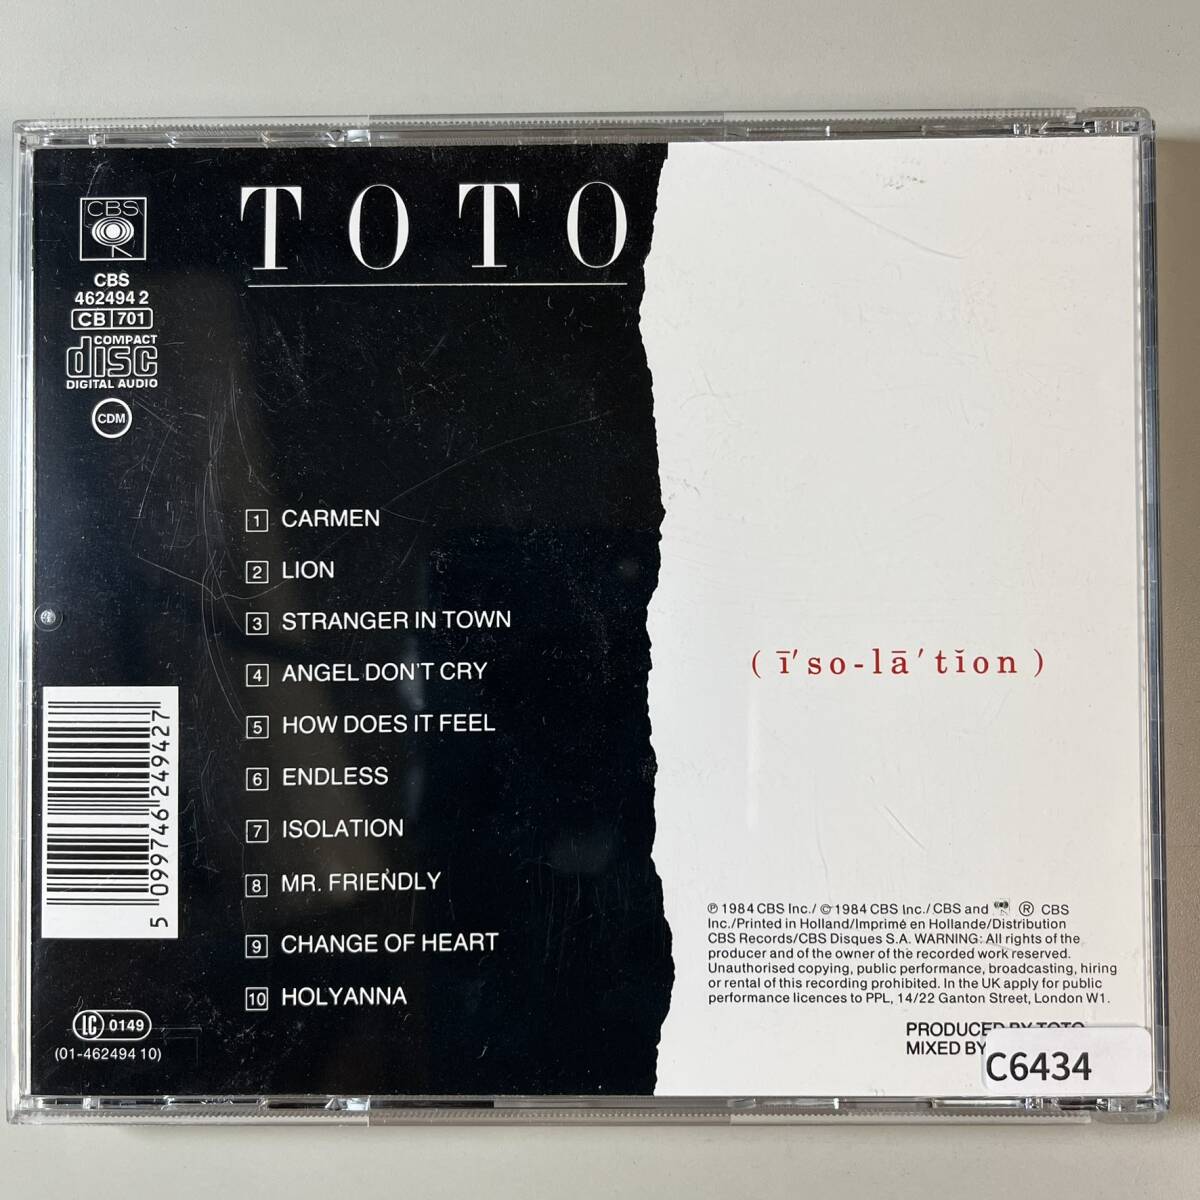 TOTO
CBS
CBS
462494 2
CB 701
COMPACT
disc
DIGITAL AUDIO
CDM
1 CARMEN
2 LION
3 STRANGER IN TOWN
4 ANGEL DON'T CRY
5 HOW DOES IT FEEL
6 ENDLESS
7 ISOLATION
8 MR. FRIENDLY
9 CHANGE OF HEART
10 HOLYANNA
5 099746 249427
LC 0149
(01-462494 10)
(ī′so-lā′tĭon)
℗ 1984 CBS Inc./ © 1984 CBS Inc./ CBS and ® CBS
Inc./Printed in Holland/Imprimé en Hollande/Distribution
CBS Records/CBS Disques S.A. WARNING: All rights of the
producer and of the owner of the recorded work reserved.
Unauthorised copying, public performance, broadcasting, hiring
or rental of this recording prohibited. In the UK apply for public
performance licences to PPL, 14/22 Ganton Street, London W1.
PRODUCED BY TOTO
MIXED BY
C6434